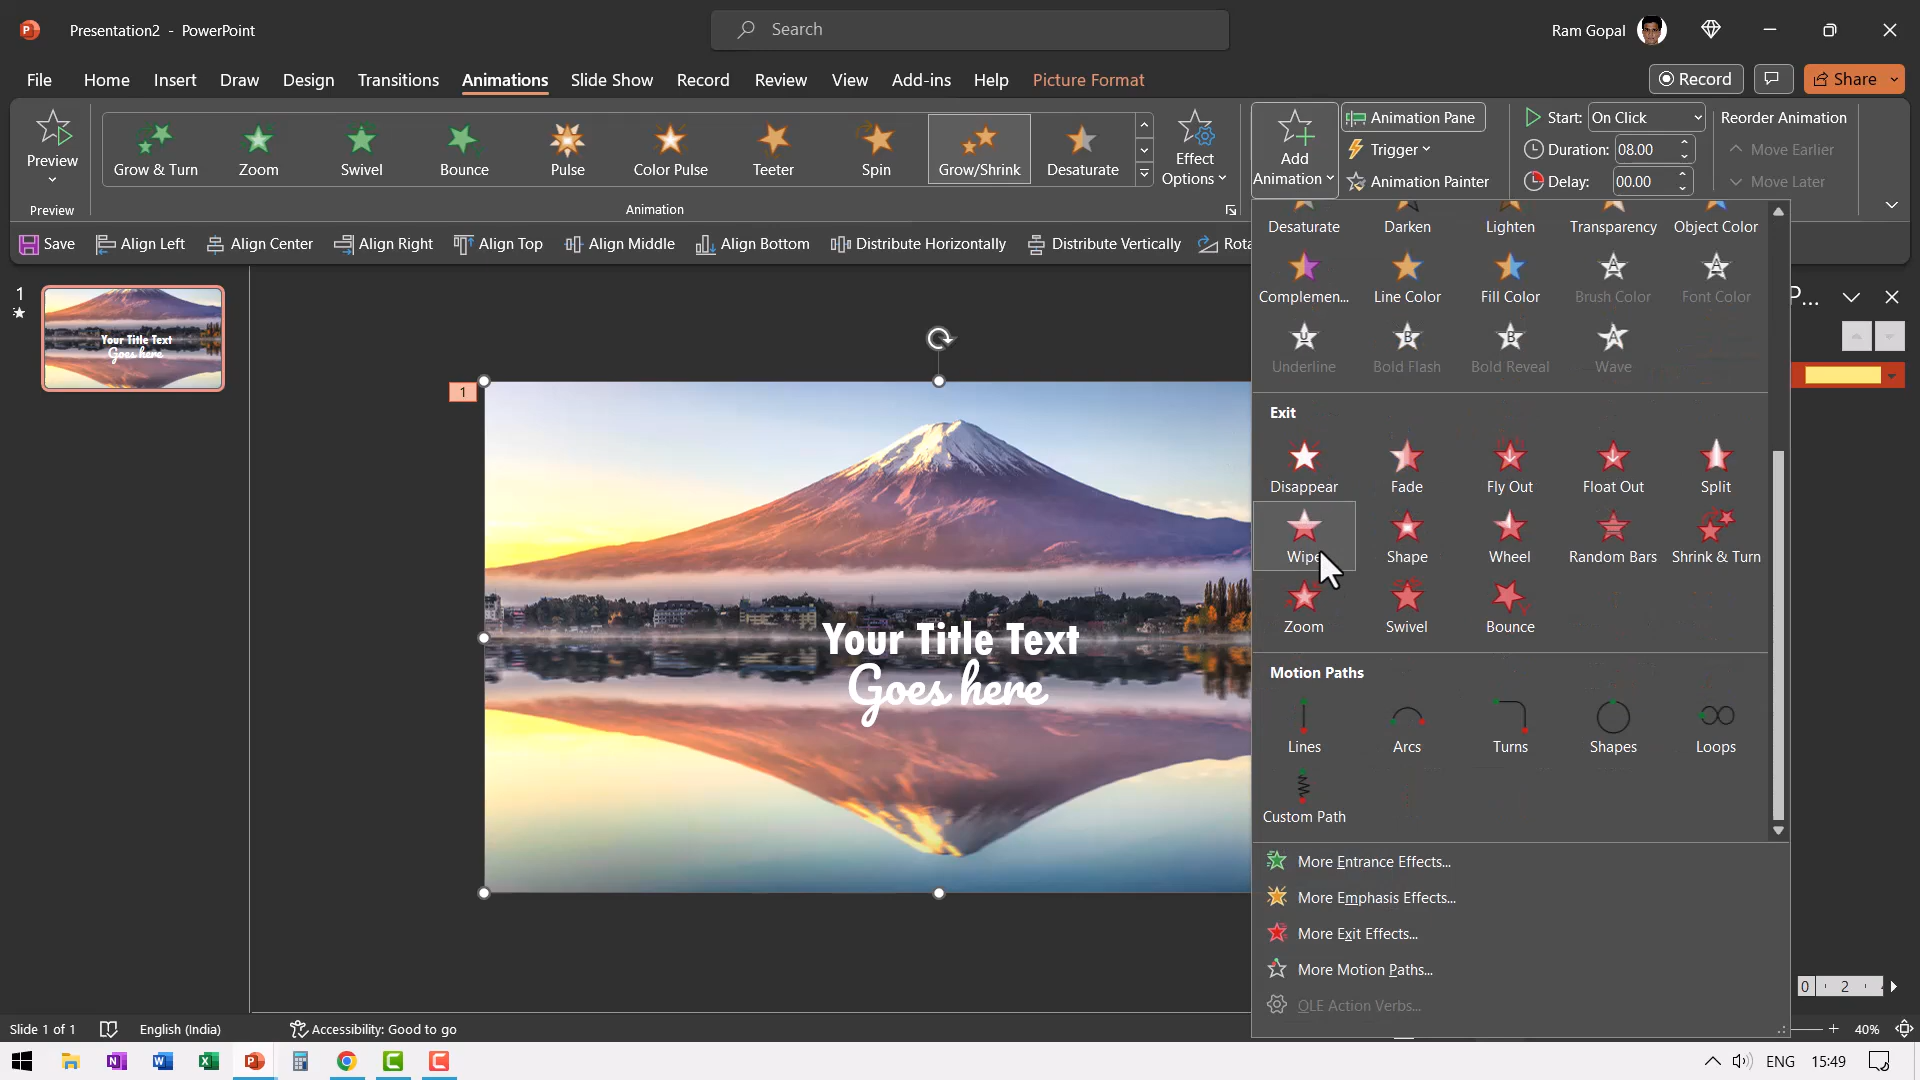 Presentation2 - PowerPoint
Search
Ram Gopal
File Home Insert Draw Design Transitions Animations Slide Show Record Review View Add-ins Help Picture Format
Record
Share
Preview
Grow & Turn Zoom Swivel Bounce Pulse Color Pulse Teeter Spin Grow/Shrink Desaturate
Effect
Options
Add
Animation
Animation Pane
Trigger
Animation Painter
Start: On Click
Duration: 08.00
Delay: 00.00
Reorder Animation
Move Earlier
Move Later
Preview
Animation
Save Align Left Align Center Align Right Align Top Align Middle Align Bottom Distribute Horizontally Distribute Vertically
Desaturate Darken Lighten Transparency Object Color
Complemen... Line Color Fill Color Brush Color Font Color
Underline Bold Flash Bold Reveal Wave
Exit
Disappear Fade Fly Out Float Out Split
Wipe Shape Wheel Random Bars Shrink & Turn
Zoom Swivel Bounce
Motion Paths
Lines Arcs Turns Shapes Loops
Custom Path
More Entrance Effects...
More Emphasis Effects...
More Exit Effects...
More Motion Paths...
OLE Action Verbs...
1
Your Title Text
Goes here
1
Your Title Text
Goes here
P...
0 2
Slide 1 of 1 English (India) Accessibility: Good to go
40%
ENG 15:49